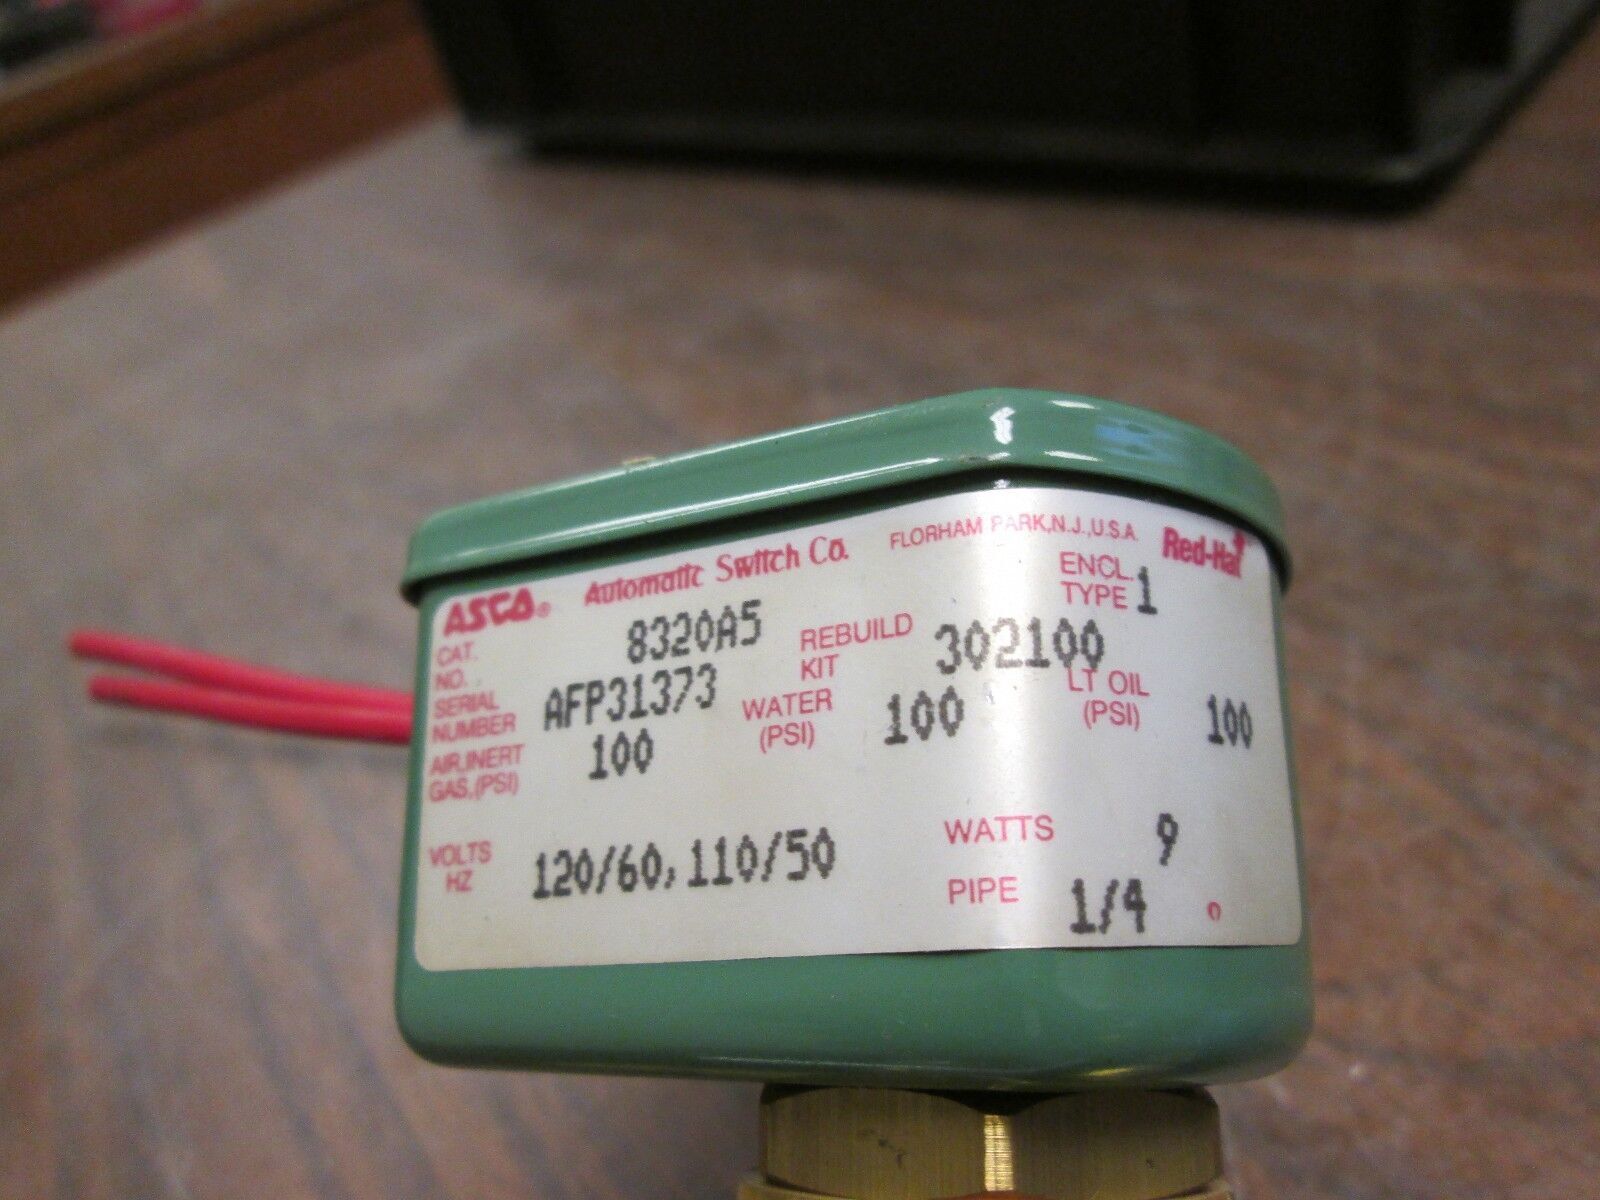 ASCO® Automatic Switch Co. FLORHAM PARK, N.J., U.S.A. Red-Hat
CAT. NO. 8320A5 REBUILD KIT 302100 ENCL. TYPE 1
SERIAL NUMBER AFP31373
AIR,INERT GAS,(PSI) 100 WATER (PSI) 100 LT OIL (PSI) 100
VOLTS HZ 120/60,110/50 WATTS 9
PIPE 1/4